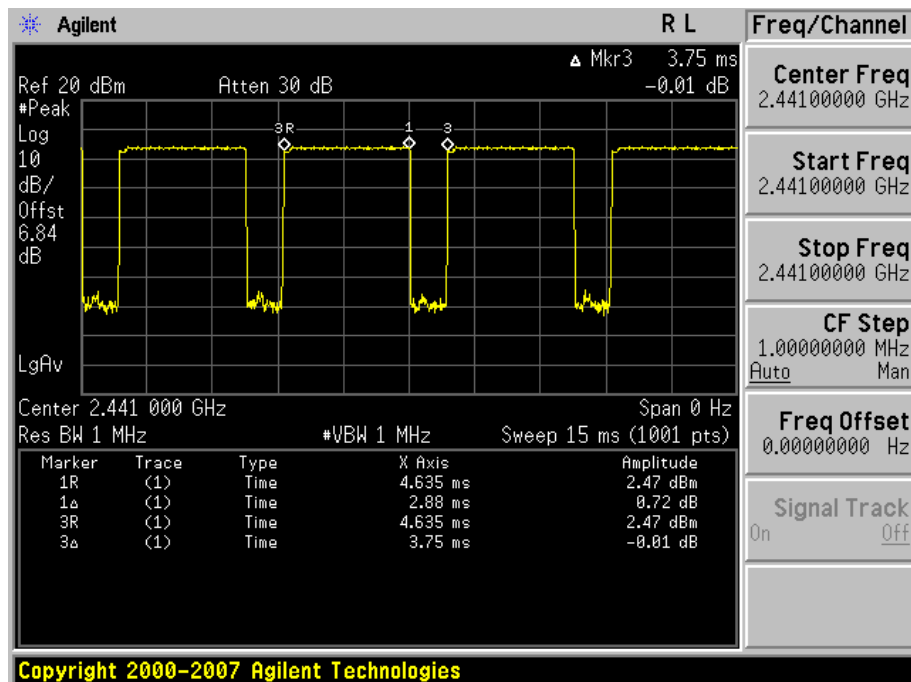 Agilent R L
Freq/Channel
Δ Mkr3 3.75 ms
Ref 20 dBm Atten 30 dB -0.01 dB
#Peak
Log
10
dB/
Offst
6.84
dB
LgAv
3R 1 3
Center 2.441 000 GHz Span 0 Hz
Res BW 1 MHz #VBW 1 MHz Sweep 15 ms (1001 pts)
Marker Trace Type X Axis Amplitude
1R (1) Time 4.635 ms 2.47 dBm
1Δ (1) Time 2.88 ms 0.72 dB
3R (1) Time 4.635 ms 2.47 dBm
3Δ (1) Time 3.75 ms -0.01 dB
Center Freq
2.44100000 GHz
Start Freq
2.44100000 GHz
Stop Freq
2.44100000 GHz
CF Step
1.00000000 MHz
Auto Man
Freq Offset
0.00000000 Hz
Signal Track
On Off
Copyright 2000-2007 Agilent Technologies